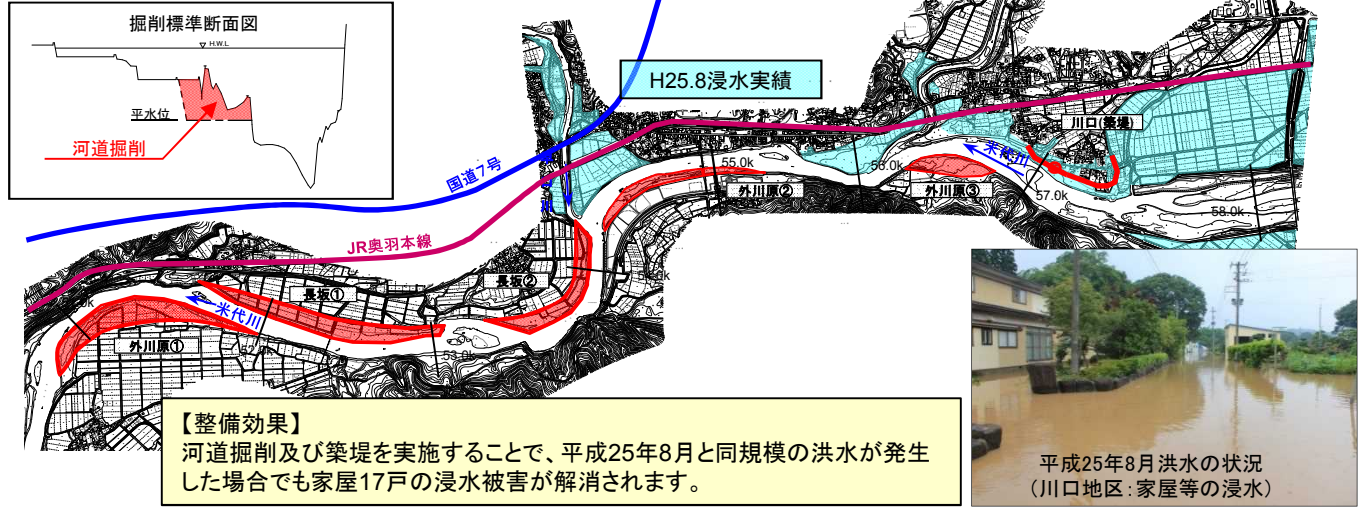 掘削標準断面図
H.W.L
平水位
河道掘削
H25.8浸水実績
国道7号
JR奥羽本線
川口(築堤)
米代川
55.0k
56.0k
57.0k
58.0k
外川原②
外川原③
長坂①
長坂②
米代川
外川原①
52.0k
53.0k
【整備効果】
河道掘削及び築堤を実施することで、平成25年8月と同規模の洪水が発生
した場合でも家屋17戸の浸水被害が解消されます。
平成25年8月洪水の状況
（川口地区：家屋等の浸水）